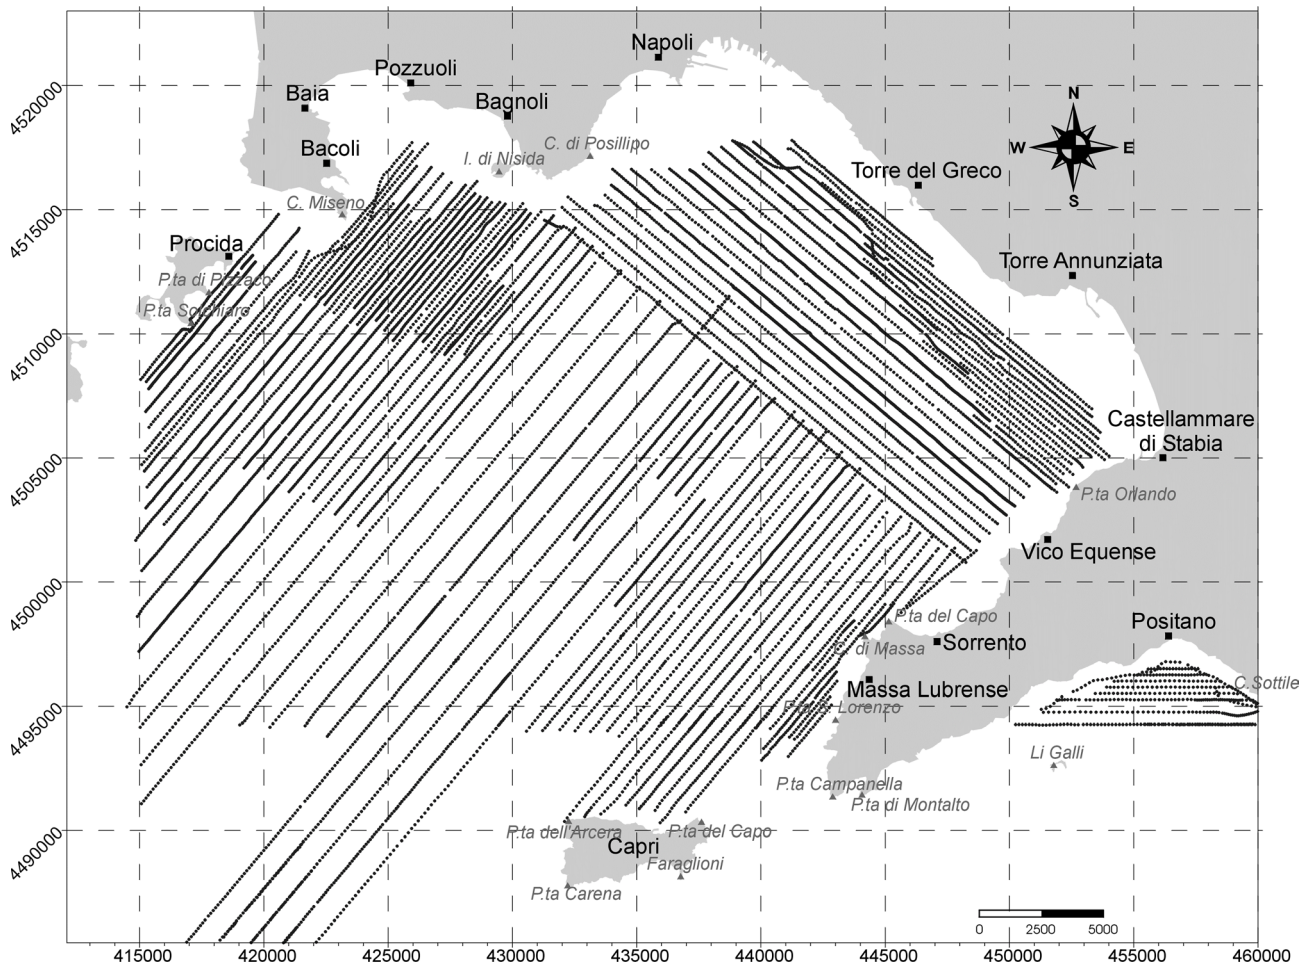 Napoli
Pozzuoli
Baia
Bagnoli
N
C. di Posillipo
Bacoli
I. di Nisida
W
E
Torre del Greco
S
C. Miseno
Procida
Torre Annunziata
P.ta di Pizzaco
P.ta Solchiaro
Castellammare
di Stabia
P.ta Orlando
Vico Equense
P.ta del Capo
Positano
Sorrento
C. di Massa
C.Sottile
Massa Lubrense
P.ta S. Lorenzo
Li Galli
P.ta Campanella
P.ta di Montalto
P.ta dell'Arcera
P.ta del Capo
Capri
Faraglioni
P.ta Carena
0
2500
5000
4520000
4515000
4510000
4505000
4500000
4495000
4490000
415000
420000
425000
430000
435000
440000
445000
450000
455000
460000